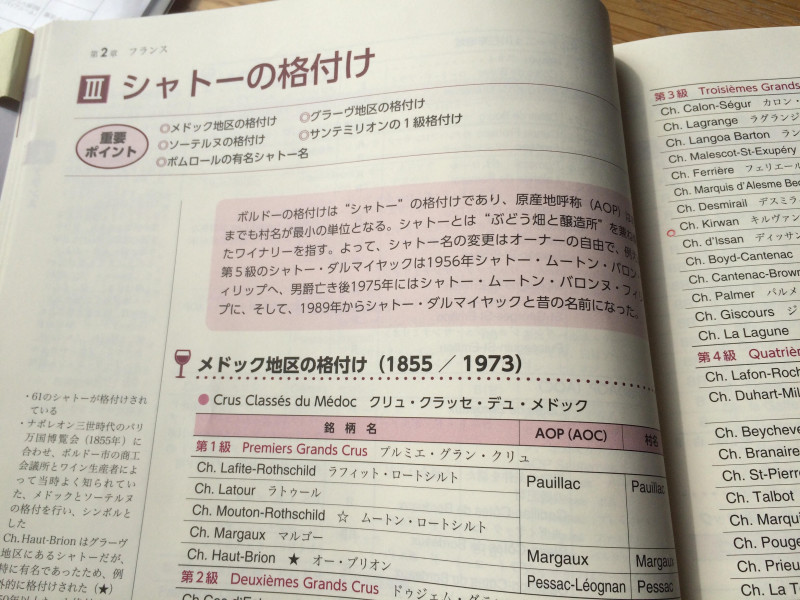 第2章 フランス
III シャトーの格付け
重要
ポイント
◎メドック地区の格付け ◎グラーヴ地区の格付け
◎ソーテルヌの格付け ◎サンテミリオンの1級格付け
◎ポムロールの有名シャトー名
ボルドーの格付けは“シャトー”の格付けであり、原産地呼称(AOP)は
までも村名が最小の単位となる。シャトーとは“ぶどう畑と醸造所”を
たワイナリーを指す。よって、シャトー名の変更はオーナーの自由で、
第5級のシャトー・ダルマイヤックは1956年シャトー・ムートン・バロン
ィリップへ、男爵亡き後1975年にはシャトー・ムートン・バロンヌ・フィ
プに、そして、1989年からシャトー・ダルマイヤックと昔の名前になった。
メドック地区の格付け(1855 / 1973)
● Crus Classés du Médoc クリュ・クラッセ・デュ・メドック
銘柄名 AOP (AOC) 村名
第1級 Premiers Grands Crus プルミエ・グラン・クリュ
Ch. Lafite-Rothschild ラフィット・ロートシルト Pauillac Pauillac
Ch. Latour ラトゥール
Ch. Mouton-Rothschild ☆ ムートン・ロートシルト
Ch. Margaux マルゴー Margaux Margaux
Ch. Haut-Brion ★ オー・ブリオン Pessac-Léognan Pessac
第2級 Deuxièmes Grands Crus ドゥジェム・グラン
・61のシャトーが格付けされ
ている
・ナポレオン三世時代のパリ
万国博覧会(1855年)に
合わせ、ボルドー市の商工
会議所とワイン生産者によ
って当時よく知られてい
た、メドックとソーテルヌ
の格付を行い、シンボルと
した
Ch. Haut-Brion はグラーヴ
地区にあるシャトーだが、
特に有名であったため、例
外的に格付けされた(★)
第3級 Troisièmes Grands
Ch. Calon-Ségur カロン・
Ch. Lagrange ラグランジ
Ch. Langoa Barton ラン
Ch. Malescot-St-Exupéry
Ch. Ferrière フェリエール
Ch. Marquis d'Alesme Bec
Ch. Desmirail デスミラ
Ch. Kirwan キルヴァン
Ch. d'Issan ディッサン
Ch. Boyd-Cantenac
Ch. Cantenac-Brown
Ch. Palmer パルメ
Ch. Giscours ジ
Ch. La Lagune
第4級 Quatriè
Ch. Lafon-Roch
Ch. Duhart-Mil
Ch. Beycheve
Ch. Branaire
Ch. St-Pierr
Ch. Talbot
Ch. Marqui
Ch. Pouge
Ch. Prieu
Ch. La T